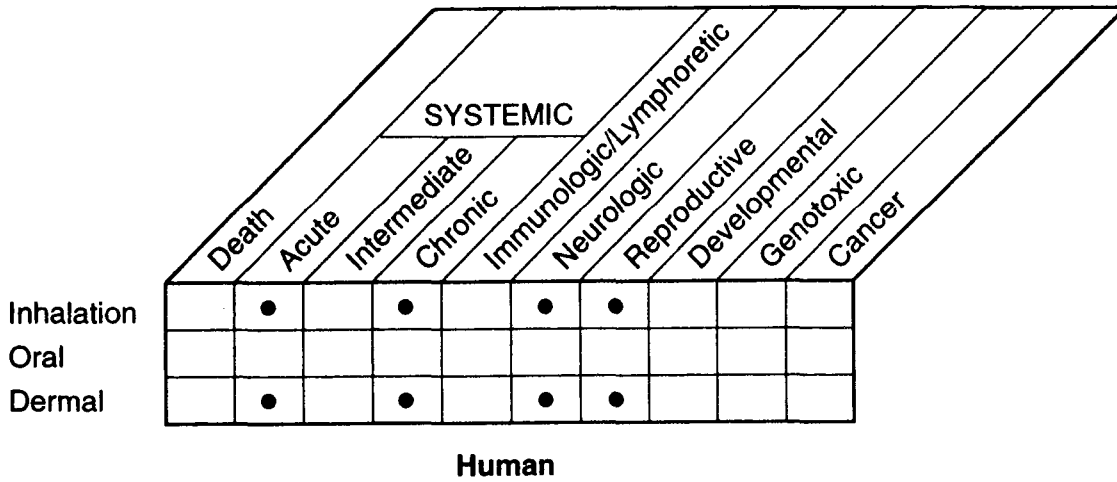 SYSTEMIC
Death
Acute
Intermediate
Chronic
Immunologic/Lymphoretic
Neurologic
Reproductive
Developmental
Genotoxic
Cancer
Inhalation
Oral
Dermal
Human